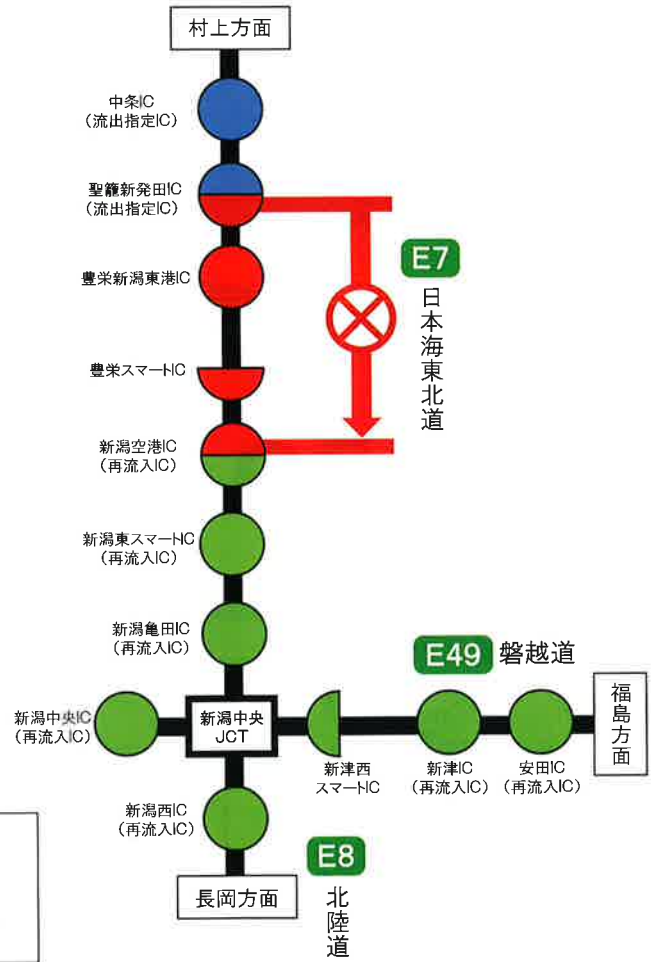 村上方面
中条IC
(流出指定IC)
聖籠新発田IC
(流出指定IC)
E7
日本海東北道
豊栄新潟東港IC
豊栄スマートIC
新潟空港IC
(再流入IC)
新潟東スマートIC
(再流入IC)
新潟亀田IC
(再流入IC)
E49 磐越道
新潟中央IC
(再流入IC)
新潟中央
JCT
新津西
スマートIC
新津IC
(再流入IC)
安田IC
(再流入IC)
福島方面
新潟西IC
(再流入IC)
E8
北陸道
長岡方面